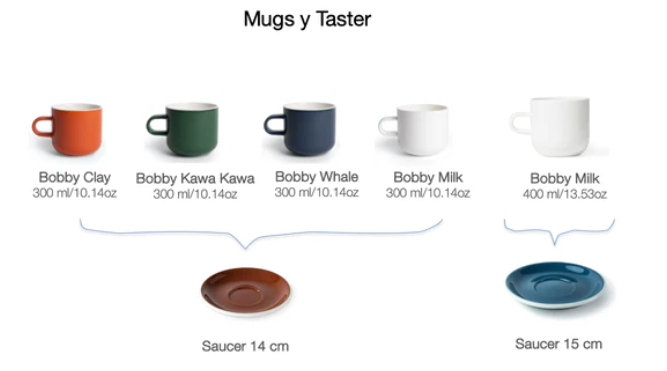 Mugs y Taster
Bobby Clay
300 ml/10.14oz
Bobby Kawa Kawa
300 ml/10.14oz
Bobby Whale
300 ml/10.14oz
Bobby Milk
300 ml/10.14oz
Bobby Milk
400 ml/13.53oz
Saucer 14 cm
Saucer 15 cm